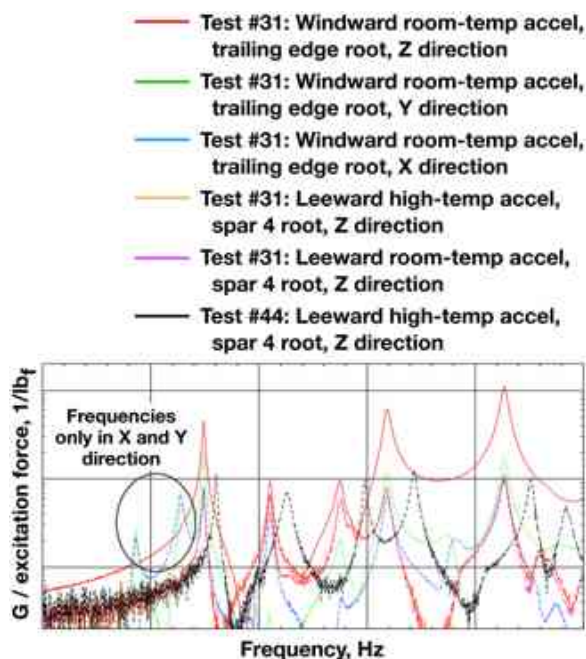 Test #31: Windward room-temp accel,
trailing edge root, Z direction
Test #31: Windward room-temp accel,
trailing edge root, Y direction
Test #31: Windward room-temp accel,
trailing edge root, X direction
Test #31: Leeward high-temp accel,
spar 4 root, Z direction
Test #31: Leeward room-temp accel,
spar 4 root, Z direction
Test #44: Leeward high-temp accel,
spar 4 root, Z direction
G / excitation force, 1/lbf
Frequencies
only in X and Y
direction
Frequency, Hz